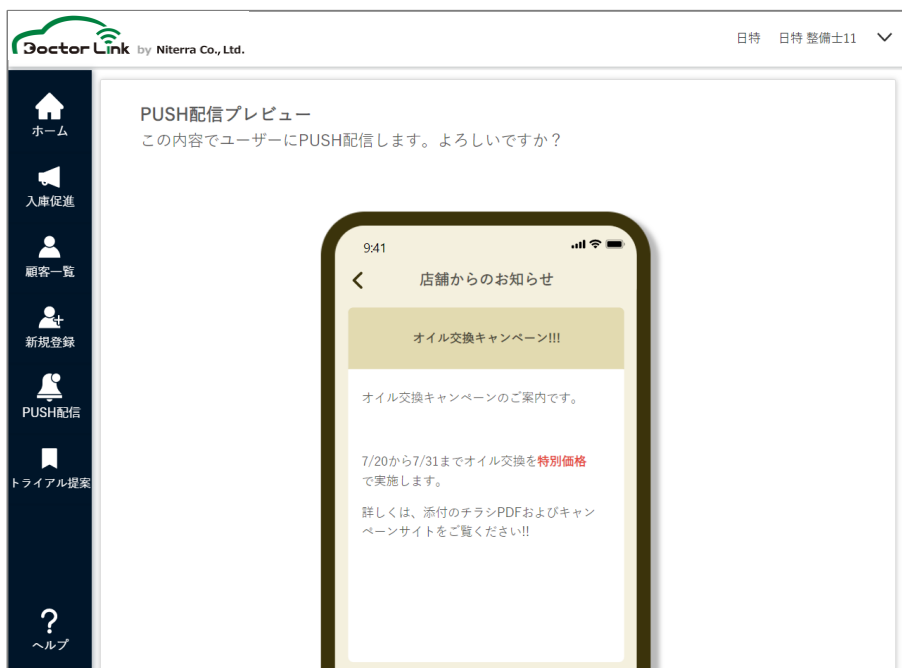 Doctor Link by Niterra Co., Ltd.
日特 日特 整備士11
ホーム
入庫促進
顧客一覧
新規登録
PUSH配信
トライアル提案
ヘルプ
PUSH配信プレビュー
この内容でユーザーにPUSH配信します。よろしいですか？
9:41
店舗からのお知らせ
オイル交換キャンペーン!!!
オイル交換キャンペーンのご案内です。
7/20から7/31までオイル交換を特別価格
で実施します。
詳しくは、添付のチラシPDFおよびキャン
ペーンサイトをご覧ください!!